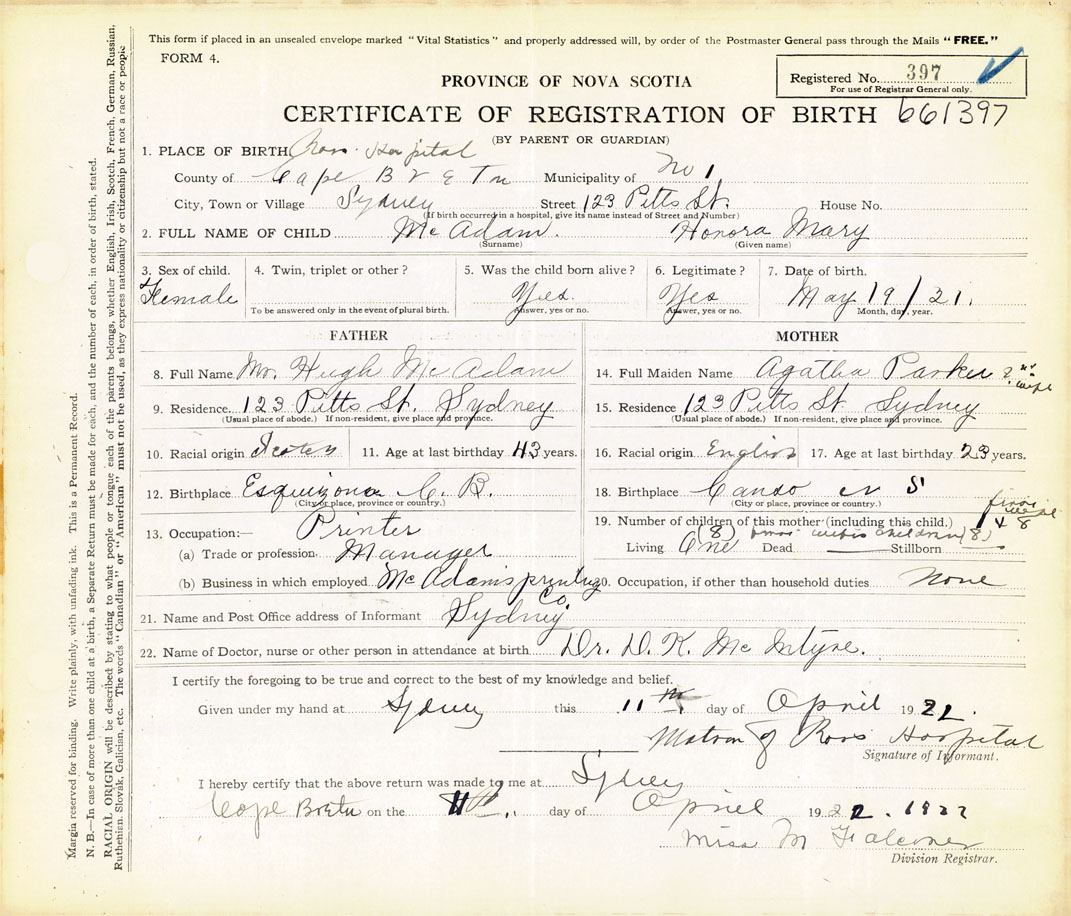 This form if placed in an unsealed envelope marked "Vital Statistics" and properly addressed will, by order of the Postmaster General pass through the Mails "FREE."
FORM 4.
Registered No. 397
For use of Registrar General only.
PROVINCE OF NOVA SCOTIA
CERTIFICATE OF REGISTRATION OF BIRTH 661397
(BY PARENT OR GUARDIAN)
1. PLACE OF BIRTH Ross Hospital
County of Cape Breton Municipality of No 1
City, Town or Village Sydney Street 123 Pitts St. House No.
(If birth occurred in a hospital, give its name instead of Street and Number)
2. FULL NAME OF CHILD McAdam. Honora Mary
(Surname) (Given name)
3. Sex of child. 4. Twin, triplet or other? 5. Was the child born alive? 6. Legitimate? 7. Date of birth.
Female Yes. Yes May 19/21.
To be answered only in the event of plural birth. Answer, yes or no. Answer, yes or no. Month, day, year.
FATHER MOTHER
8. Full Name Mr. Hugh McAdam 14. Full Maiden Name Agatha Parker 2nd wife
9. Residence 123 Pitts St. Sydney 15. Residence 123 Pitts St Sydney
(Usual place of abode.) If non-resident, give place and province. (Usual place of abode.) If non-resident, give place and province.
10. Racial origin 11. Age at last birthday 43 years. 16. Racial origin English 17. Age at last birthday 23 years.
12. Birthplace C. B. 18. Birthplace Canso N S
(City or place, province or country.) (City or place, province or country.)
13. Occupation:— Printer 19. Number of children of this mother (including this child.) 1 & 8 first wife
(a) Trade or profession Manager Living One (8) Dead Stillborn
children (8)
(b) Business in which employed McAdams printing Co. 20. Occupation, if other than household duties None
21. Name and Post Office address of Informant Sydney
22. Name of Doctor, nurse or other person in attendance at birth Dr. D. K. McIntyre.
I certify the foregoing to be true and correct to the best of my knowledge and belief.
Given under my hand at Sydney this 11th day of April 1922.
Matron of Ross Hospital
Signature of Informant.
I hereby certify that the above return was made to me at Sydney
Cape Breton on the 11th. day of April 1922. 1922
Miss M Falconer
Division Registrar.
Margin reserved for binding. Write plainly, with unfading ink. This is a Permanent Record.
N. B.—In case of more than one child at a birth, a Separate Return must be made for each, and the number of each, in order of birth, stated.
RACIAL ORIGIN will be described by stating to what people or tongue each of the parents belongs, whether English, Irish, Scotch, French, German, Russian,
Ruthenian, Slovak, Galician, etc. The words "Canadian" or "American" must not be used, as they express nationality or citizenship but not a race or people